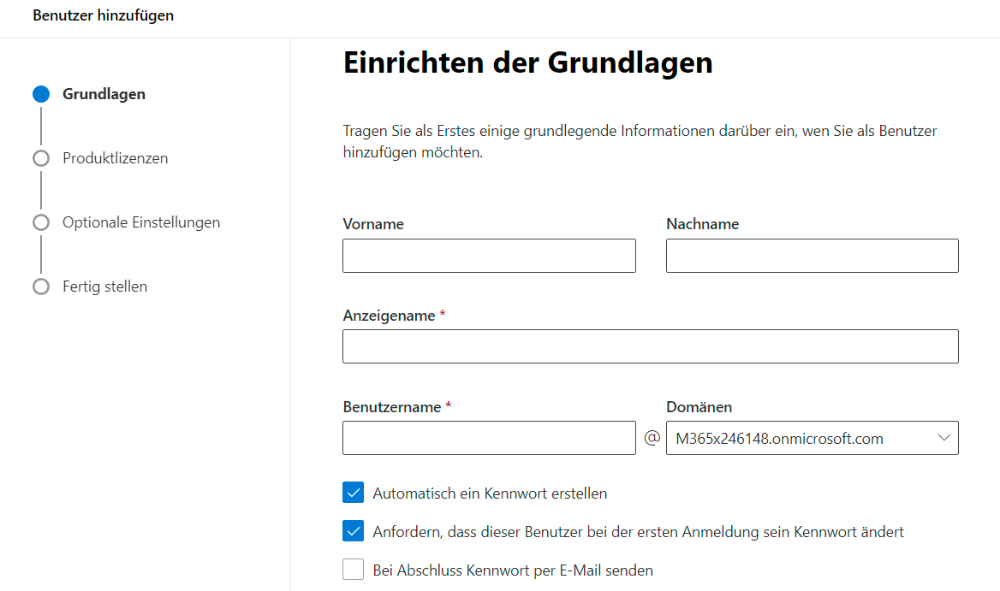 Benutzer hinzufügen
Grundlagen
Produktlizenzen
Optionale Einstellungen
Fertig stellen
Einrichten der Grundlagen
Tragen Sie als Erstes einige grundlegende Informationen darüber ein, wen Sie als Benutzer
hinzufügen möchten.
Vorname
Nachname
Anzeigename *
Benutzername *
Domänen
@
M365x246148.onmicrosoft.com
Automatisch ein Kennwort erstellen
Anfordern, dass dieser Benutzer bei der ersten Anmeldung sein Kennwort ändert
Bei Abschluss Kennwort per E-Mail senden